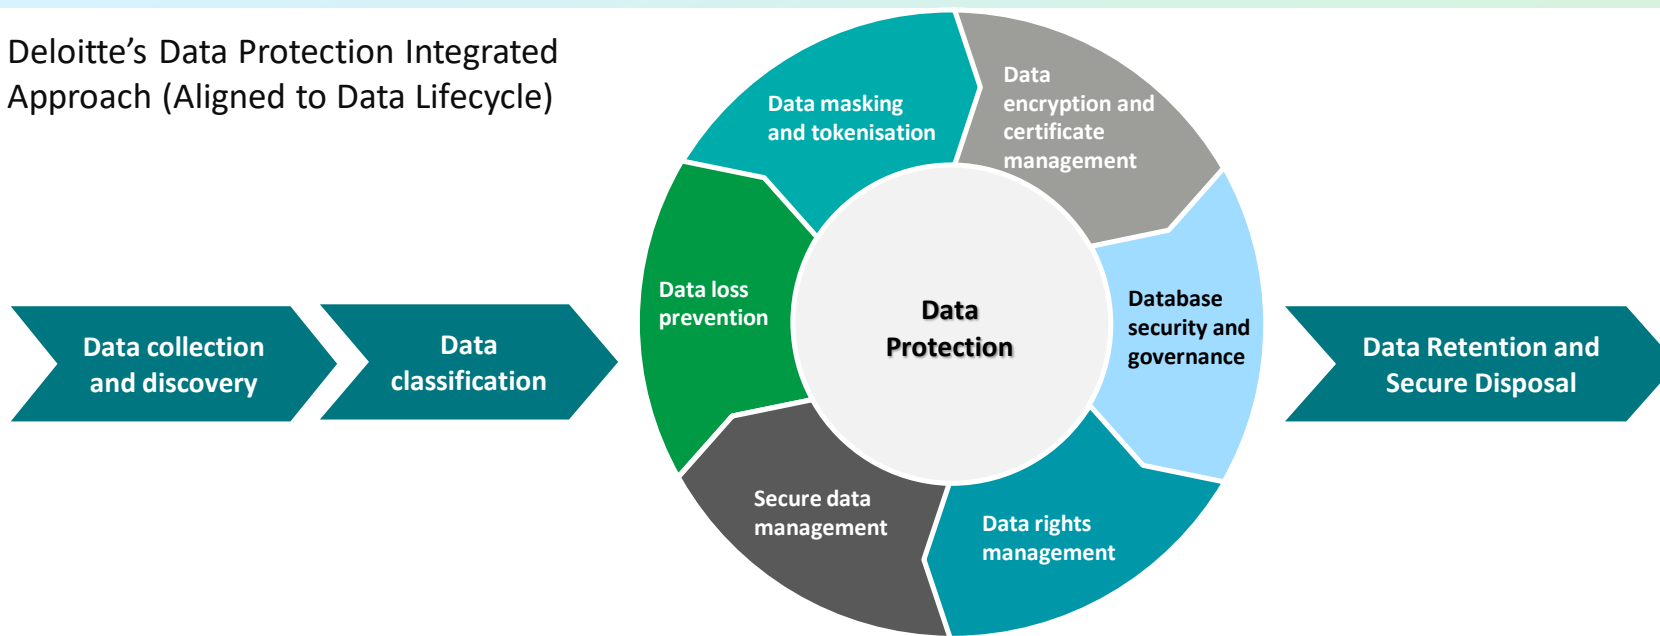 Deloitte’s Data Protection Integrated
Approach (Aligned to Data Lifecycle)
Data collection
and discovery
Data
classification
Data masking
and tokenisation
Data
encryption and
certificate
management
Data loss
prevention
Data
Protection
Database
security and
governance
Secure data
management
Data rights
management
Data Retention and
Secure Disposal